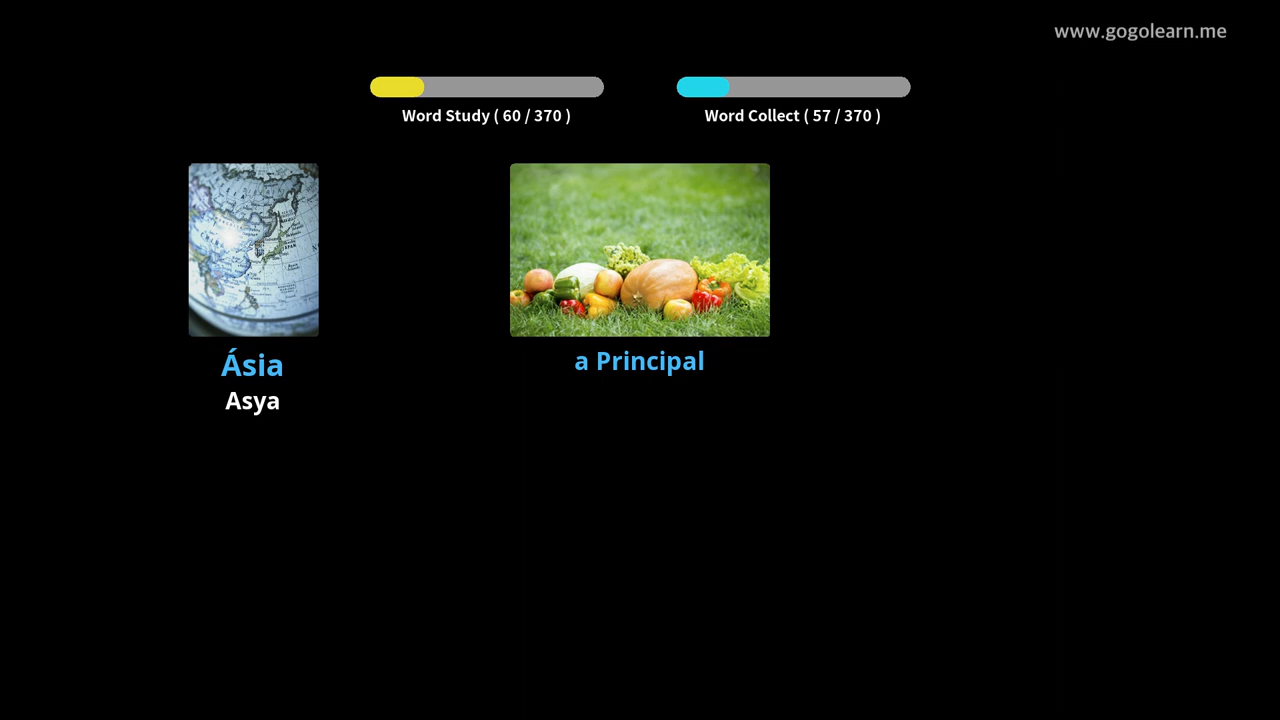 www.gogolearn.me
Word Study ( 60 / 370 )
Word Collect ( 57 / 370 )
Ásia
Asya
a Principal